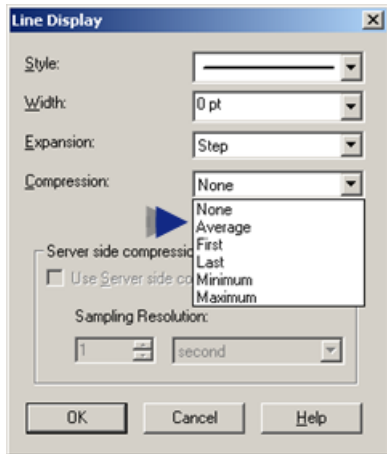 Line Display
Style:
Width: 0 pt
Expansion: Step
Compression: None
None
Average
First
Last
Minimum
Maximum
Server side compressio
Use Server side co
Sampling Resolution:
1 second
OK Cancel Help